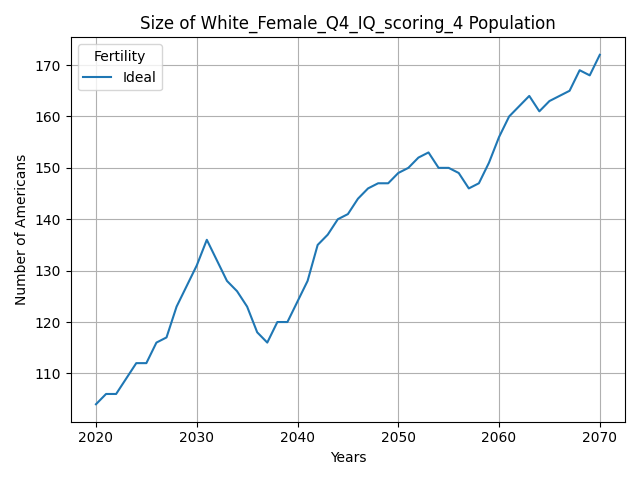 Size of White_Female_Q4_IQ_scoring_4 Population
Fertility
Ideal
Number of Americans
170
160
150
140
130
120
110
2020 2030 2040 2050 2060 2070
Years